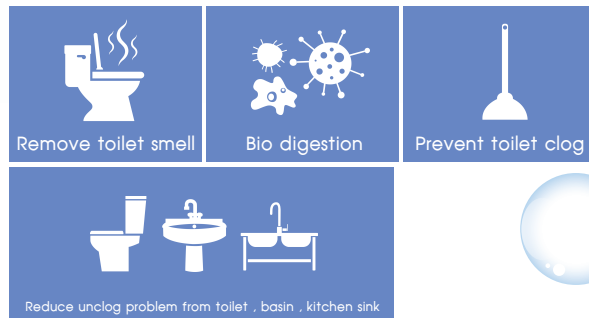 Remove toilet smell
Bio digestion
Prevent toilet clog
Reduce unclog problem from toilet , basin , kitchen sink